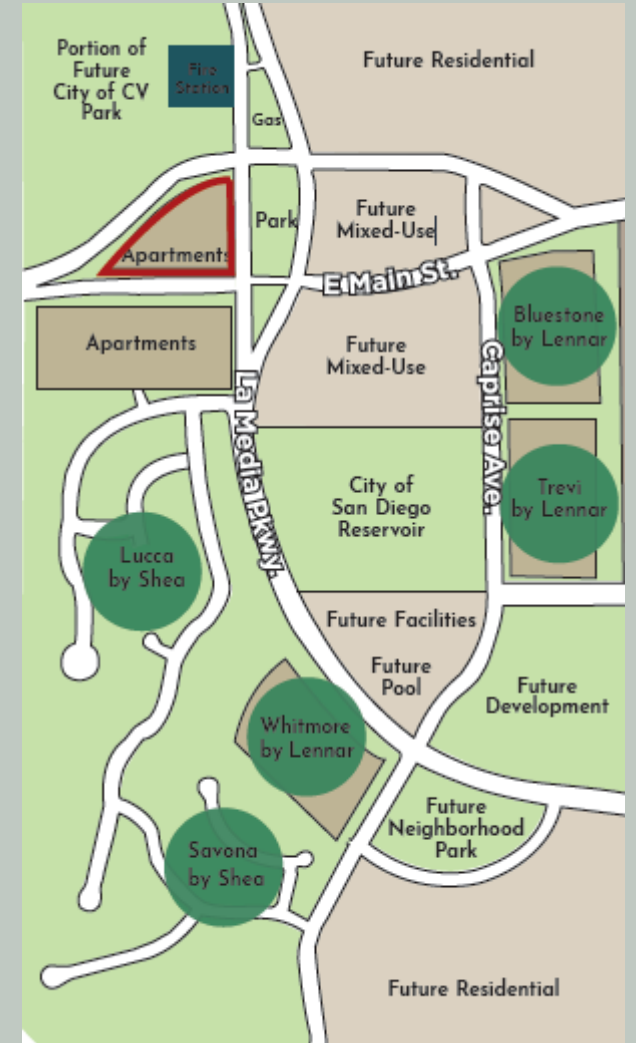 Portion of
Future
City of CV
Park
Fire
Station
Future Residential
Gas
Park
Future
Mixed-Use
Apartments
E Main St.
Apartments
Future
Mixed-Use
Bluestone
by Lennar
Caprise Ave.
La Media Pkwy.
City of
San Diego
Reservoir
Trevi
by Lennar
Lucca
by Shea
Future Facilities
Future
Pool
Future
Development
Whitmore
by Lennar
Future
Neighborhood
Park
Savona
by Shea
Future Residential